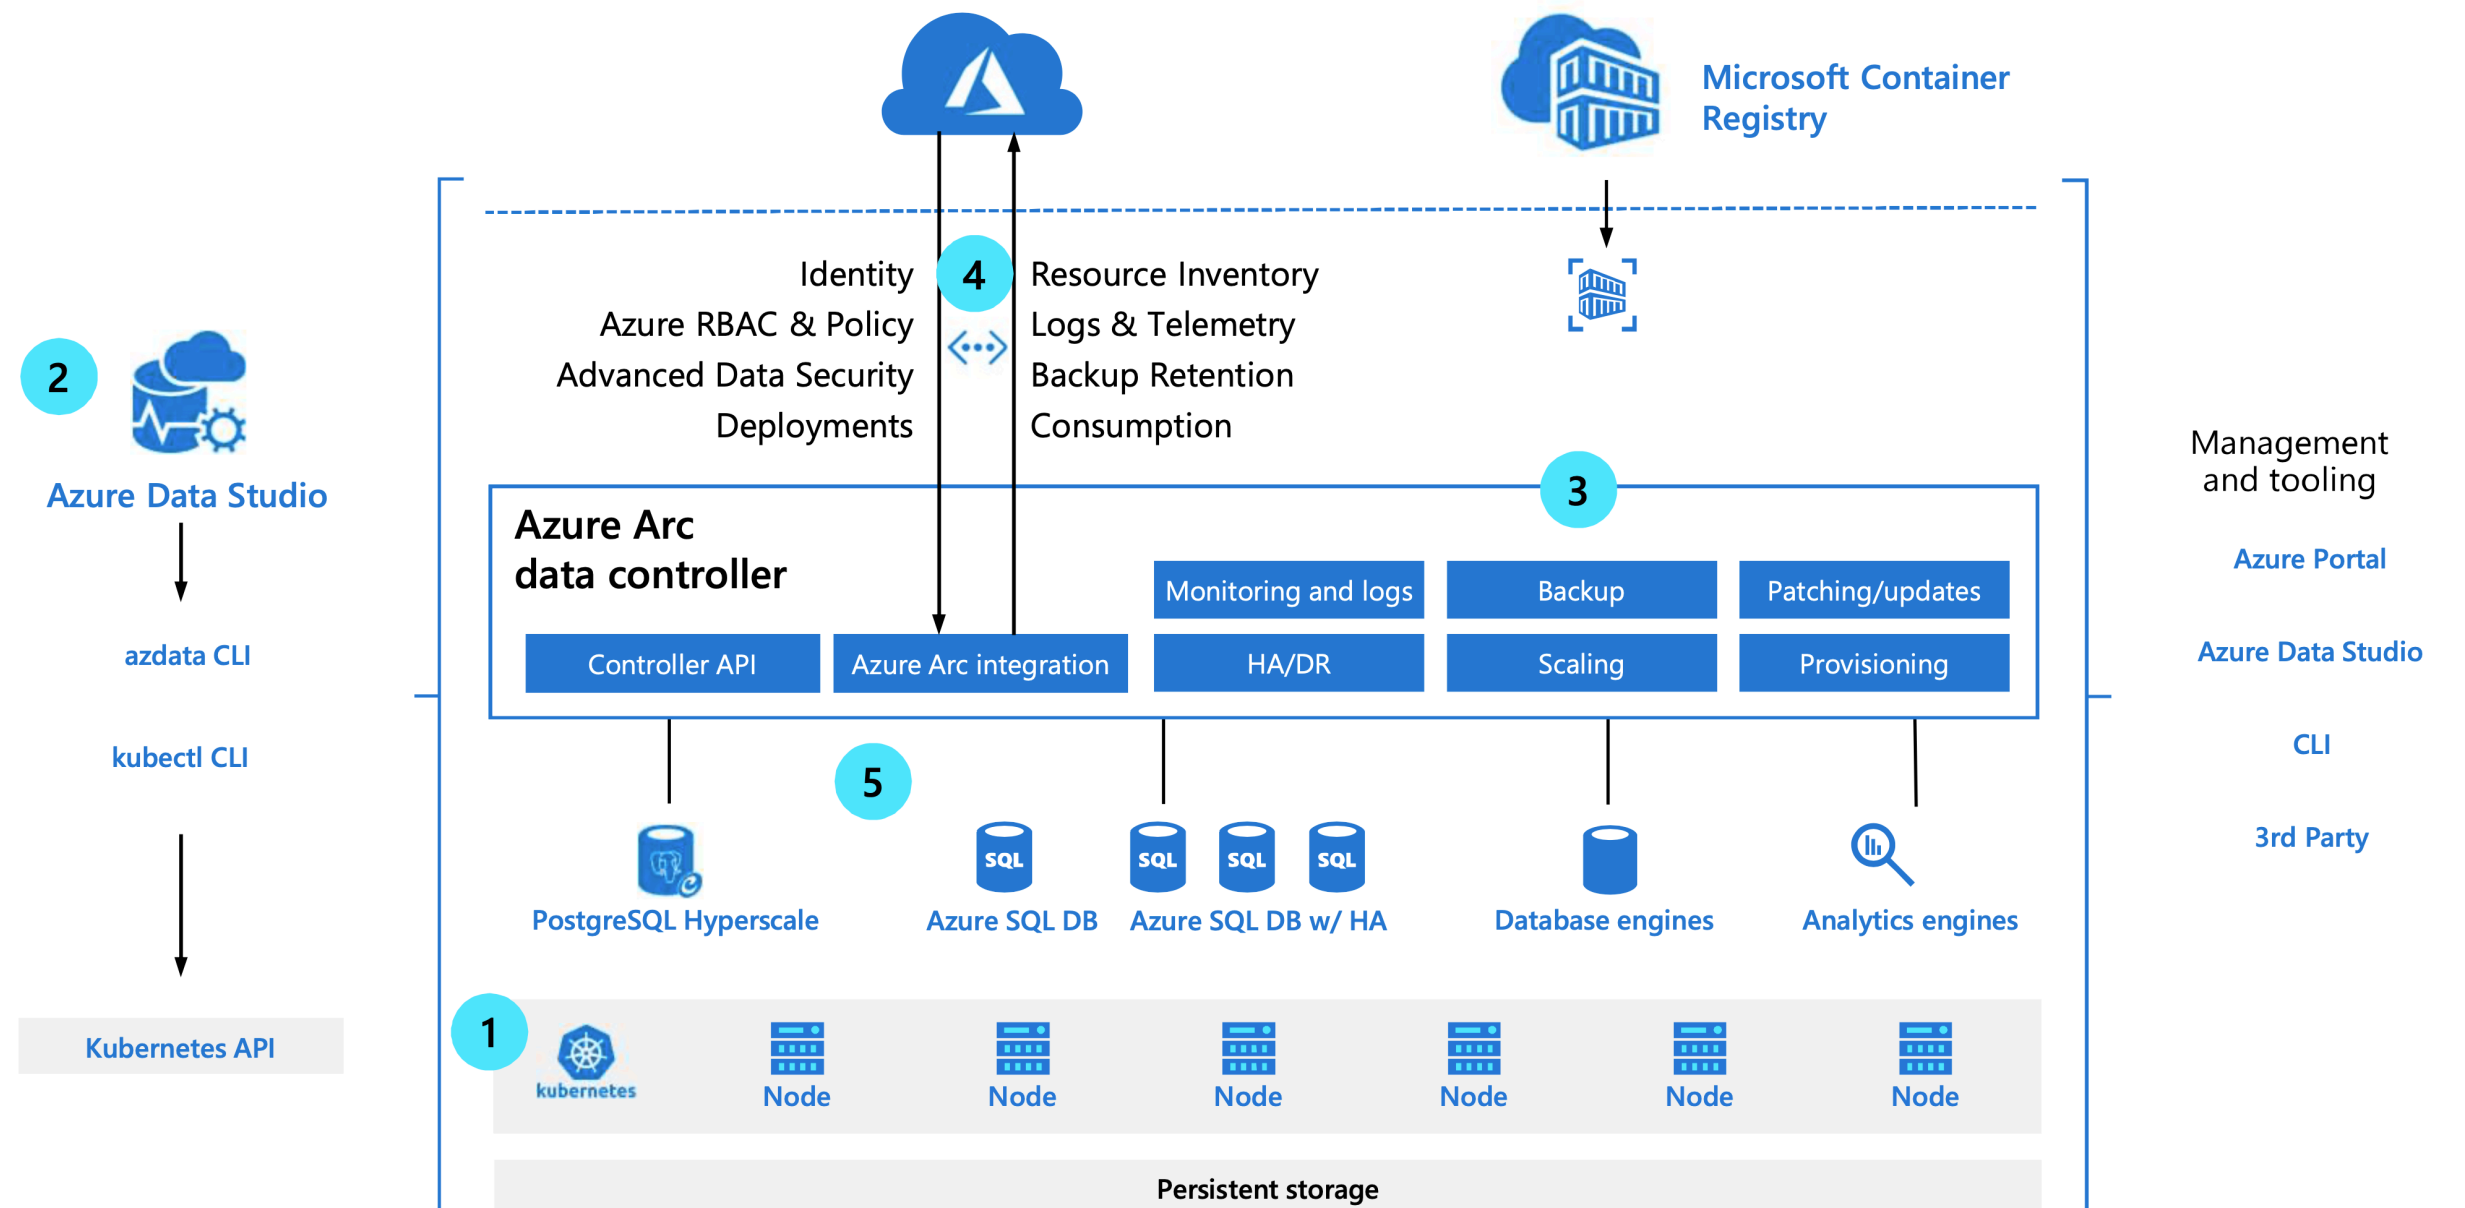 Microsoft Container
Registry
4
Identity
Azure RBAC & Policy
Advanced Data Security
Deployments
Resource Inventory
Logs & Telemetry
Backup Retention
Consumption
2
Azure Data Studio
azdata CLI
kubectl CLI
Kubernetes API
3
Azure Arc
data controller
Monitoring and logs
Backup
Patching/updates
Controller API
Azure Arc integration
HA/DR
Scaling
Provisioning
5
PostgreSQL Hyperscale
SQL
Azure SQL DB
SQL
SQL
SQL
Azure SQL DB w/ HA
Database engines
Analytics engines
1
kubernetes
Node
Node
Node
Node
Node
Node
Persistent storage
Management
and tooling
Azure Portal
Azure Data Studio
CLI
3rd Party